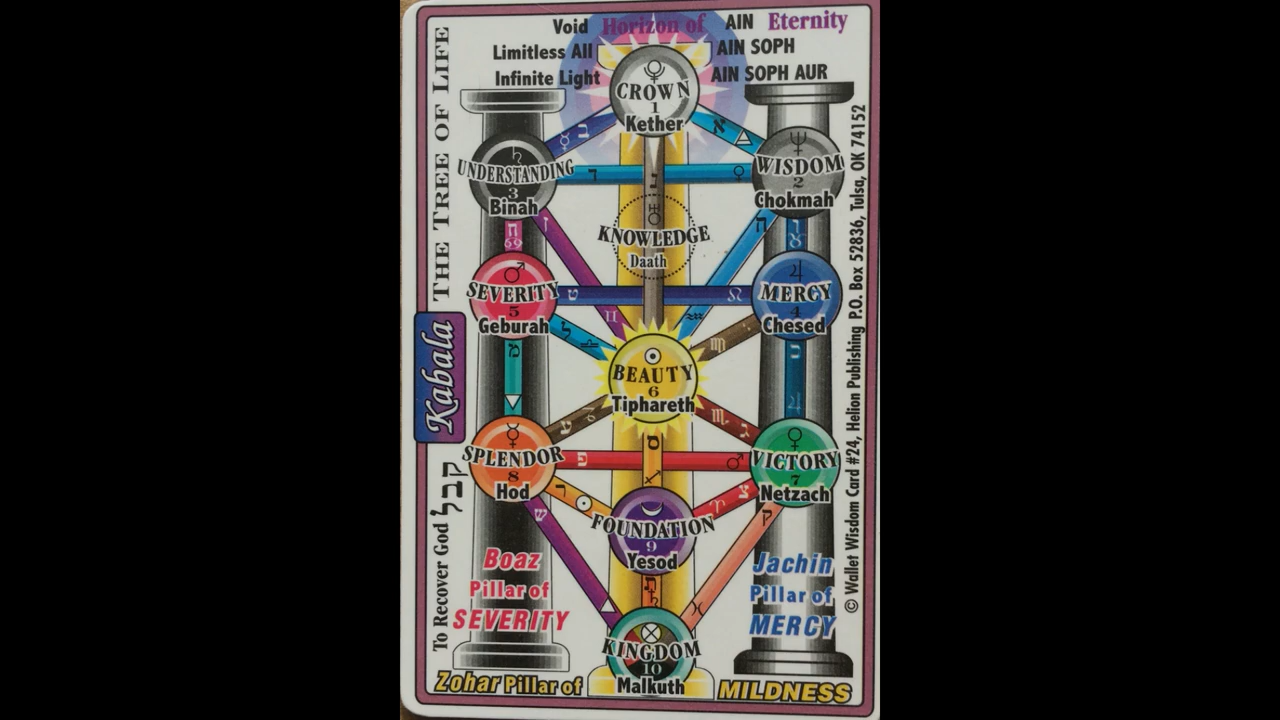 Void Horizon of AIN Eternity
Limitless All AIN SOPH
Infinite Light AIN SOPH AUR
THE TREE OF LIFE
Kabala
קבל
To Recover God
CROWN
1
Kether
UNDERSTANDING
3
Binah
WISDOM
2
Chokmah
KNOWLEDGE
Daath
SEVERITY
5
Geburah
MERCY
4
Chesed
BEAUTY
6
Tiphareth
SPLENDOR
8
Hod
VICTORY
7
Netzach
FOUNDATION
9
Yesod
KINGDOM
10
Malkuth
Boaz
Pillar of
SEVERITY
Jachin
Pillar of
MERCY
Zohar Pillar of MILDNESS
© Wallet Wisdom Card #24, Helion Publishing P.O. Box 52836, Tulsa, OK 74152